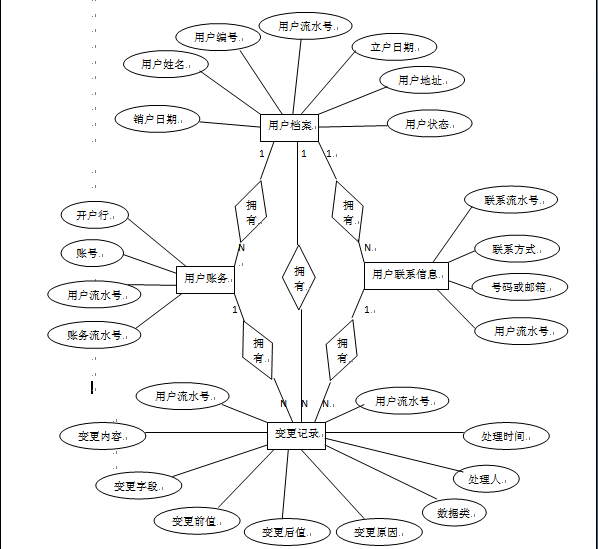 用户流水号
用户编号
立户日期
用户姓名
用户地址
销户日期
用户状态
用户档案
1
1
1
拥有
拥有
开户行
账号
用户流水号
账务流水号
N
N
联系流水号
联系方式
号码或邮箱
用户流水号
用户账务
拥有
用户联系信息
1
1
拥有
拥有
用户流水号
用户流水号
N
N
N
变更记录
变更内容
处理时间
变更字段
处理人
变更前值
数据类
变更后值
变更原因